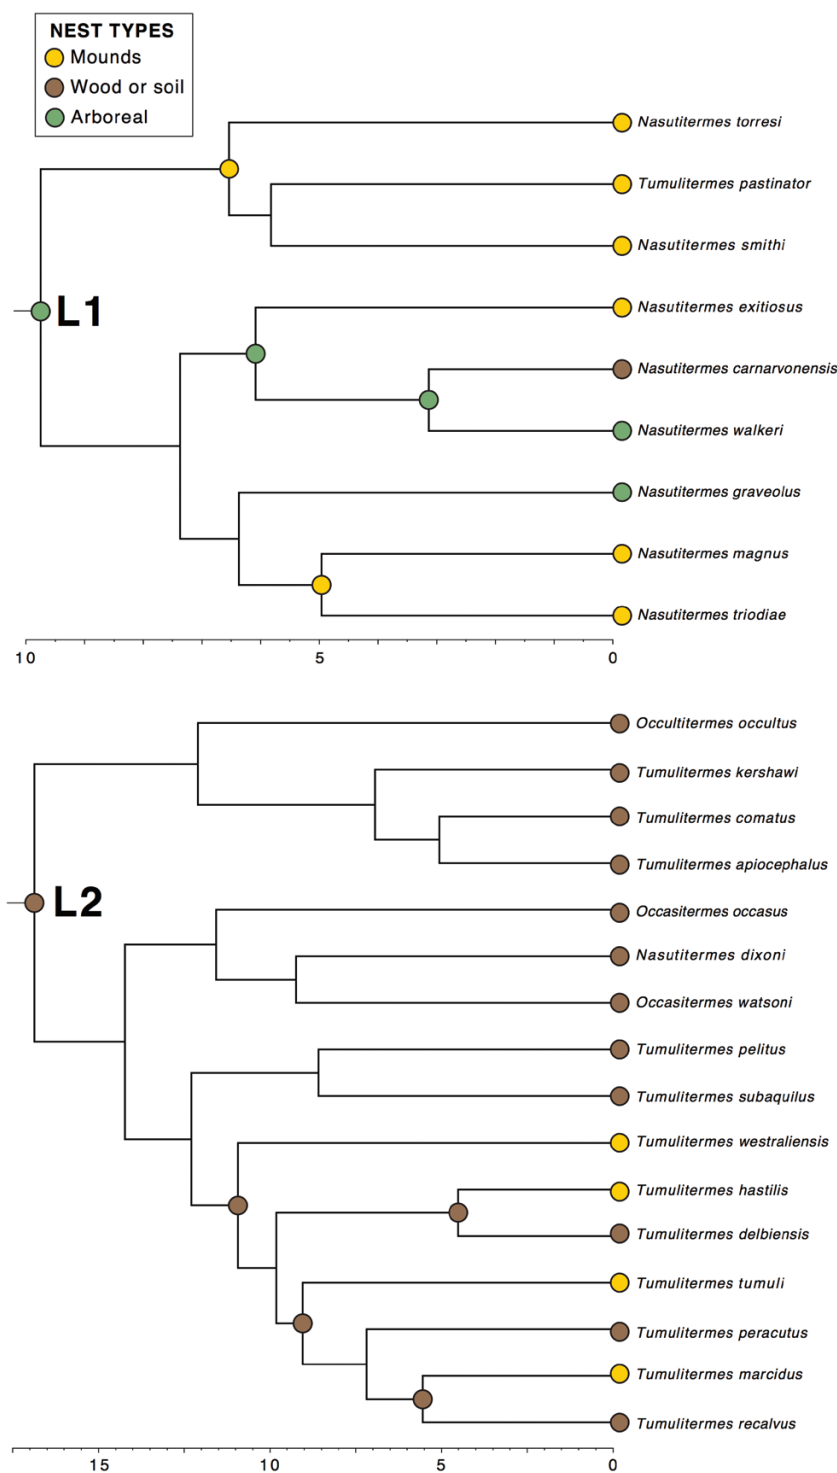 NEST TYPES
Mounds
Wood or soil
Arboreal
Nasutitermes torresi
Tumulitermes pastinator
Nasutitermes smithi
L1
Nasutitermes exitiosus
Nasutitermes carnarvonensis
Nasutitermes walkeri
Nasutitermes graveolus
Nasutitermes magnus
Nasutitermes triodiae
10 5 0
Occultitermes occultus
Tumulitermes kershawi
Tumulitermes comatus
Tumulitermes apiocephalus
L2
Occasitermes occasus
Nasutitermes dixoni
Occasitermes watsoni
Tumulitermes pelitus
Tumulitermes subaquilus
Tumulitermes westraliensis
Tumulitermes hastilis
Tumulitermes delbiensis
Tumulitermes tumuli
Tumulitermes peracutus
Tumulitermes marcidus
Tumulitermes recalvus
15 10 5 0